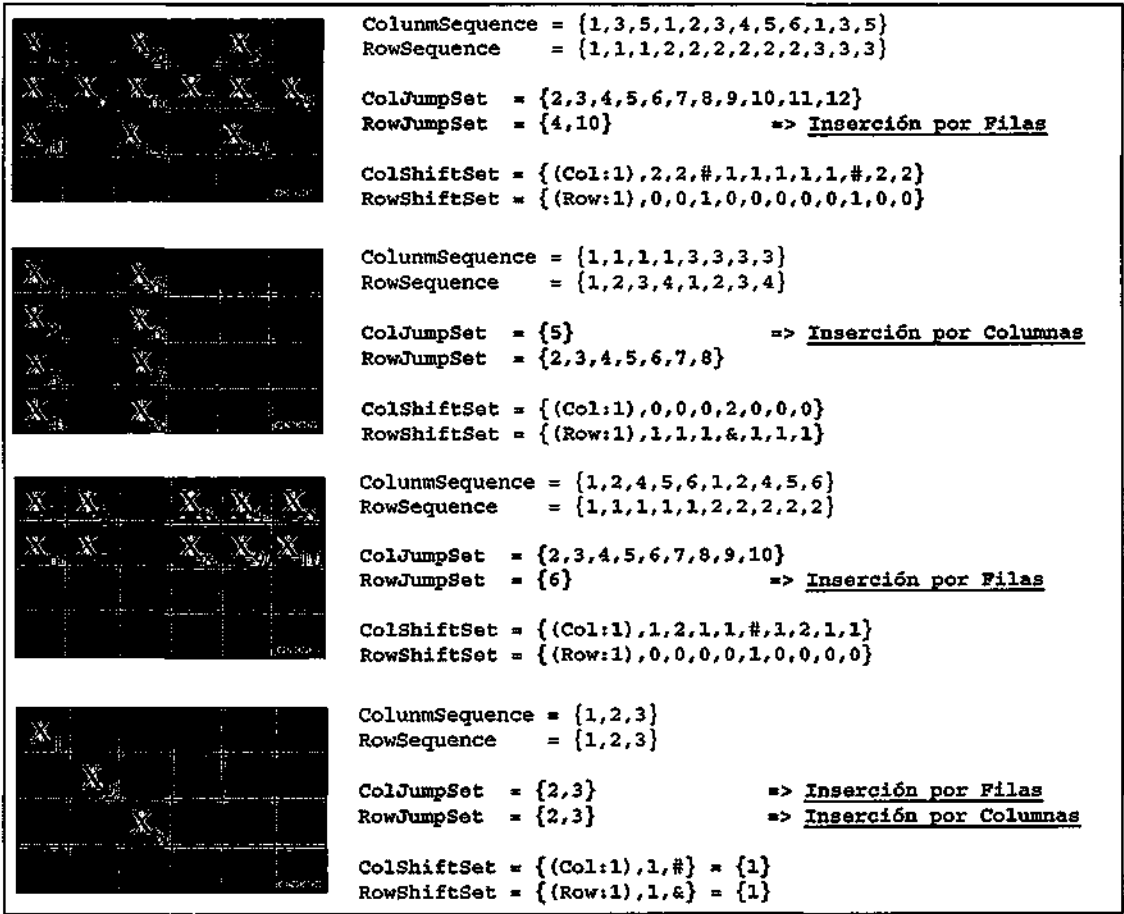 ColunmSequence = {1,3,5,1,2,3,4,5,6,1,3,5}
RowSequence = {1,1,1,2,2,2,2,2,2,3,3,3}
ColJumpSet = {2,3,4,5,6,7,8,9,10,11,12}
RowJumpSet = {4,10} => Inserción por Filas
ColShiftSet = {(Col:1),2,2,#,1,1,1,1,1,#,2,2}
RowShiftSet = {(Row:1),0,0,1,0,0,0,0,0,1,0,0}
ColunmSequence = {1,1,1,1,3,3,3,3}
RowSequence = {1,2,3,4,1,2,3,4}
ColJumpSet = {5} => Inserción por Columnas
RowJumpSet = {2,3,4,5,6,7,8}
ColShiftSet = {(Col:1),0,0,0,2,0,0,0}
RowShiftSet = {(Row:1),1,1,1,&,1,1,1}
ColunmSequence = {1,2,4,5,6,1,2,4,5,6}
RowSequence = {1,1,1,1,1,2,2,2,2,2}
ColJumpSet = {2,3,4,5,6,7,8,9,10}
RowJumpSet = {6} => Inserción por Filas
ColShiftSet = {(Col:1),1,2,1,1,#,1,2,1,1}
RowShiftSet = {(Row:1),0,0,0,0,1,0,0,0,0}
ColunmSequence = {1,2,3}
RowSequence = {1,2,3}
ColJumpSet = {2,3} => Inserción por Filas
RowJumpSet = {2,3} => Inserción por Columnas
ColShiftSet = {(Col:1),1,#} = {1}
RowShiftSet = {(Row:1),1,&} = {1}